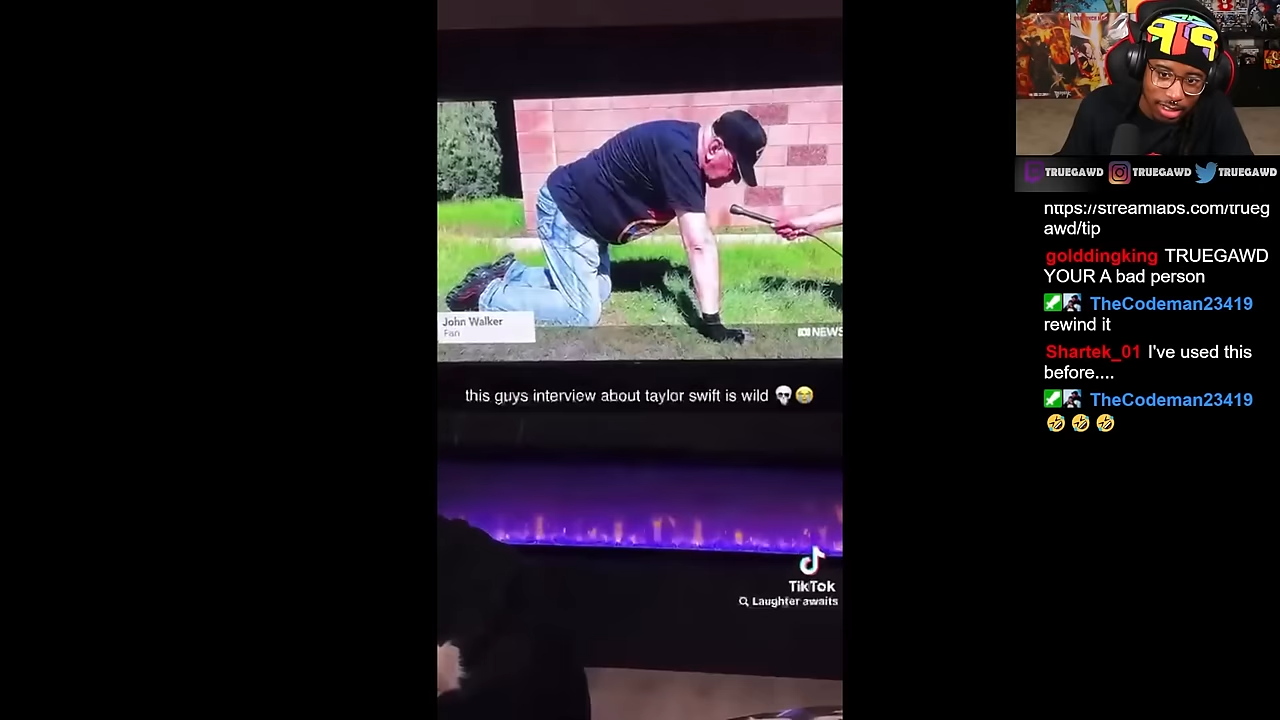 John Walker
Fan
NEWS
this guys interview about taylor swift is wild 💀😭
TikTok
Laughter awaits
TRUEGAWD TRUEGAWD TRUEGAWD
https://streamlabs.com/trueg
awd/tip
golddingking TRUEGAWD
YOUR A bad person
TheCodeman23419
rewind it
Shartek_01 I've used this
before....
TheCodeman23419
🤣 🤣 🤣